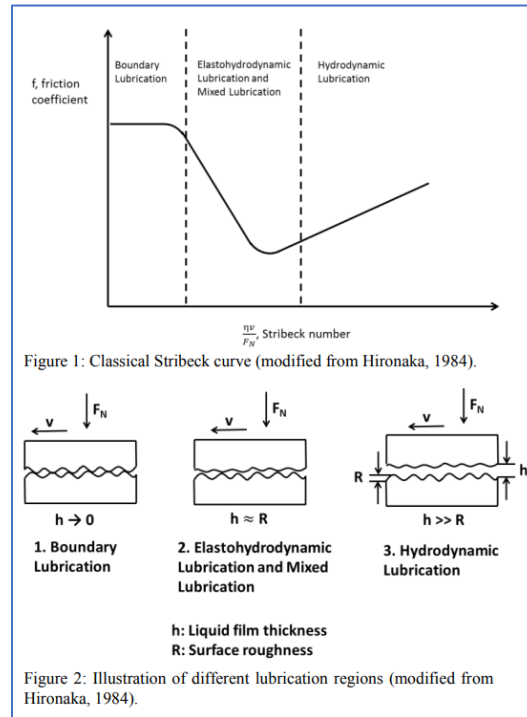 Boundary
Lubrication
Elastohydrodynamic
Lubrication and
Mixed Lubrication
Hydrodynamic
Lubrication
f, friction
coefficient
ηv/F_N, Stribeck number
Figure 1: Classical Stribeck curve (modified from Hironaka, 1984).
v
F_N
v
F_N
v
F_N
R
h
h → 0
h ≈ R
h >> R
1. Boundary
Lubrication
2. Elastohydrodynamic
Lubrication and Mixed
Lubrication
3. Hydrodynamic
Lubrication
h: Liquid film thickness
R: Surface roughness
Figure 2: Illustration of different lubrication regions (modified from
Hironaka, 1984).